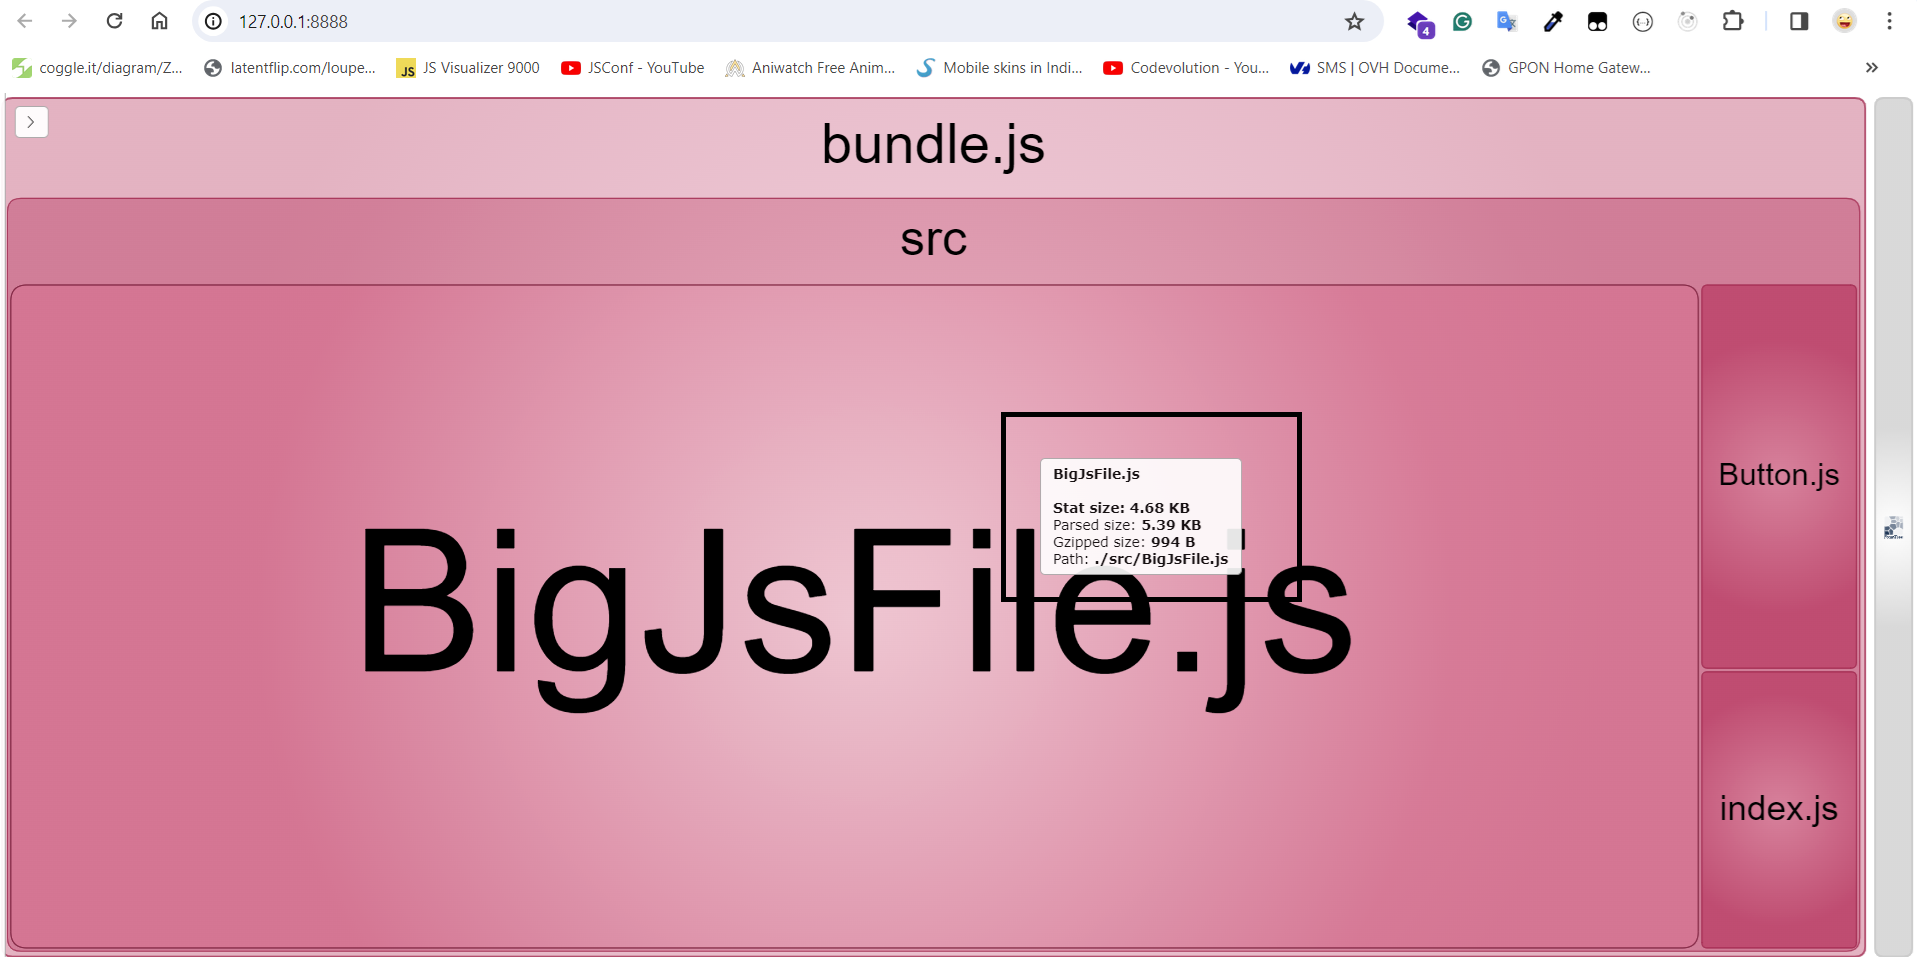 127.0.0.1:8888
4
coggle.it/diagram/Z... latentflip.com/loupe... JS JS Visualizer 9000 JSConf - YouTube Aniwatch Free Anim... Mobile skins in Indi... Codevolution - You... SMS | OVH Docume... GPON Home Gatew... »
bundle.js
src
BigJsFile.js
BigJsFile.js
Stat size: 4.68 KB
Parsed size: 5.39 KB
Gzipped size: 994 B
Path: ./src/BigJsFile.js
Button.js
index.js